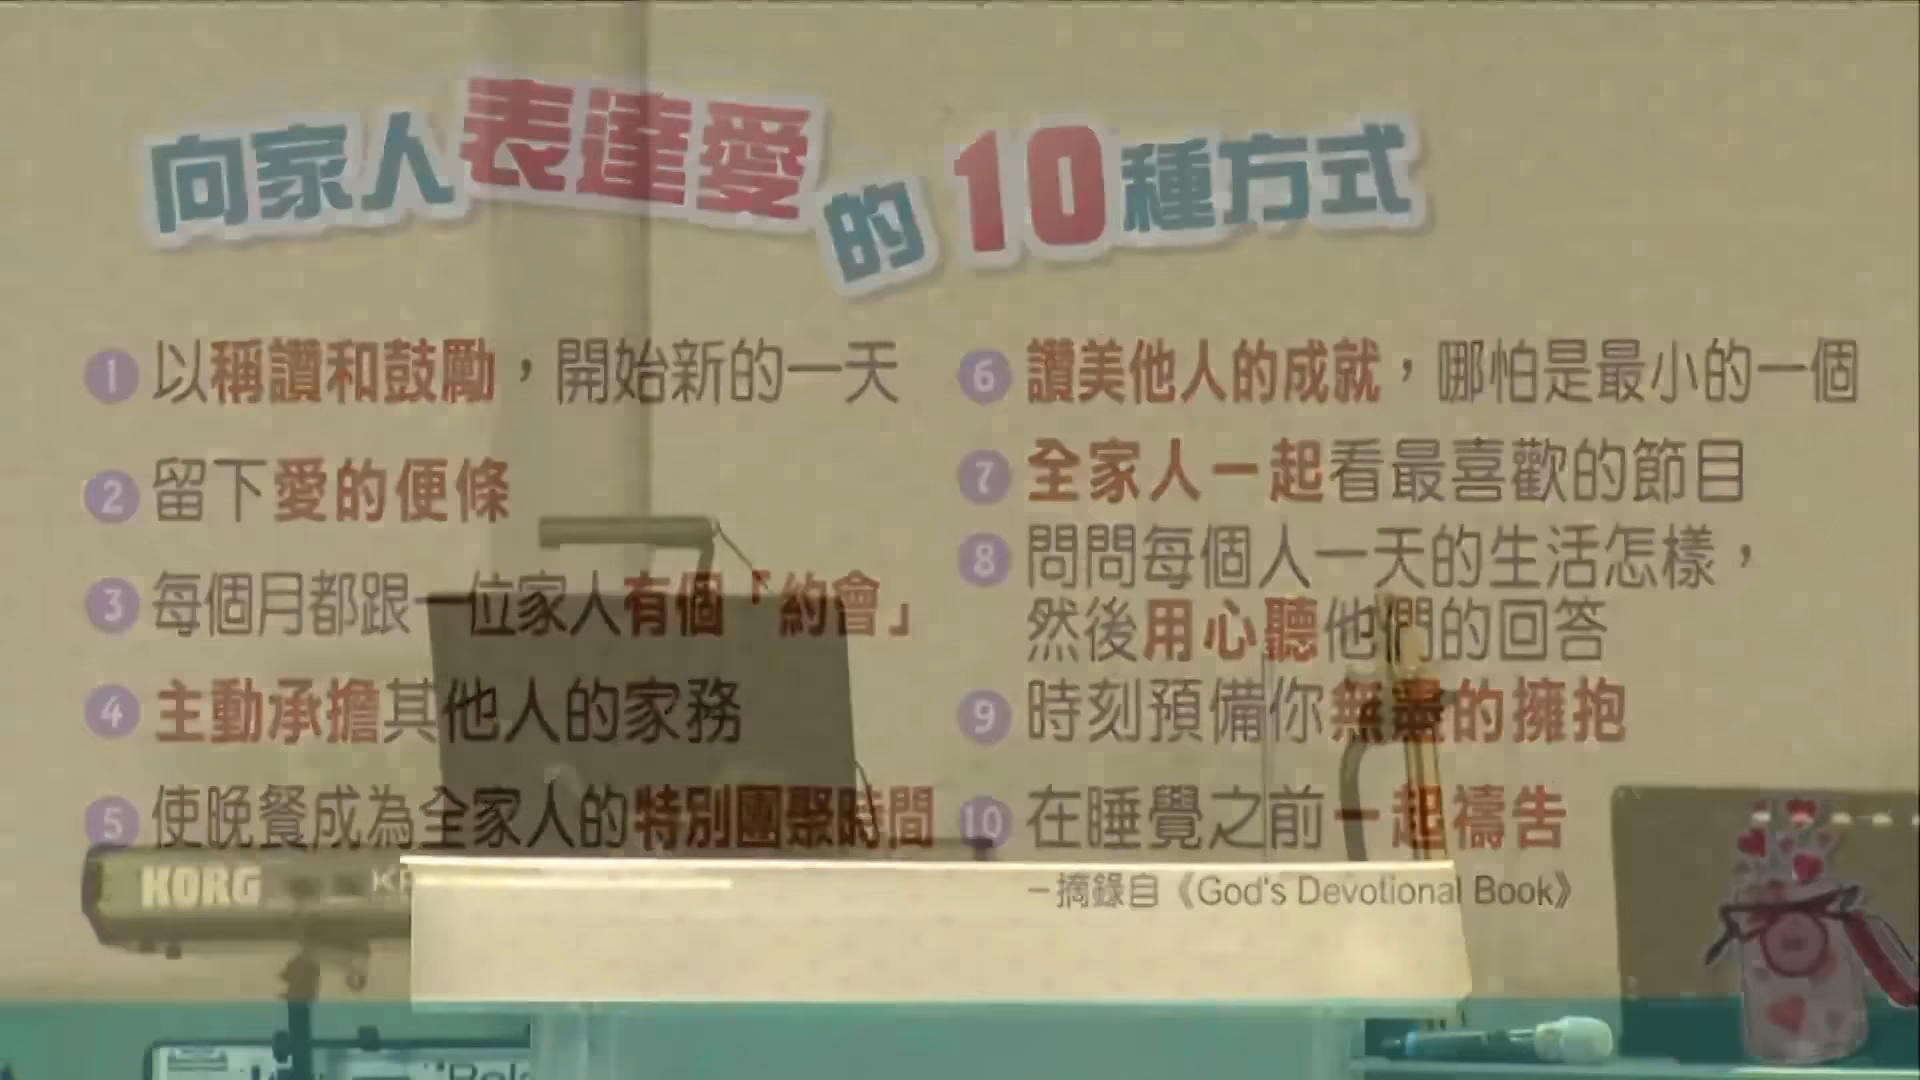 向家人表達愛的10種方式
1 以稱讚和鼓勵，開始新的一天
2 留下愛的便條
3 每個月都跟一位家人有個「約會」
4 主動承擔其他人的家務
5 使晚餐成為全家人的特別團聚時間
6 讚美他人的成就，哪怕是最小的一個
7 全家人一起看最喜歡的節目
8 問問每個人一天的生活怎樣，
然後用心聽他們的回答
9 時刻預備你無盡的擁抱
10 在睡覺之前一起禱告
－摘錄自《God's Devotional Book》
KORG